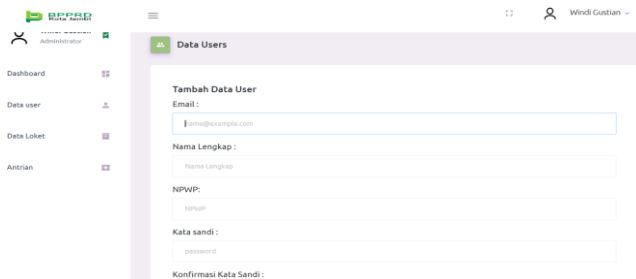 BPPRD
Kota Jambi
Windi Gustian
Administrator
Data Users
Dashboard
Data user
Data Loket
Antrian
Tambah Data User
Email :
name@example.com
Nama Lengkap :
Nama Lengkap
NPWP:
NPWP
Kata sandi :
password
Konfirmasi Kata Sandi :